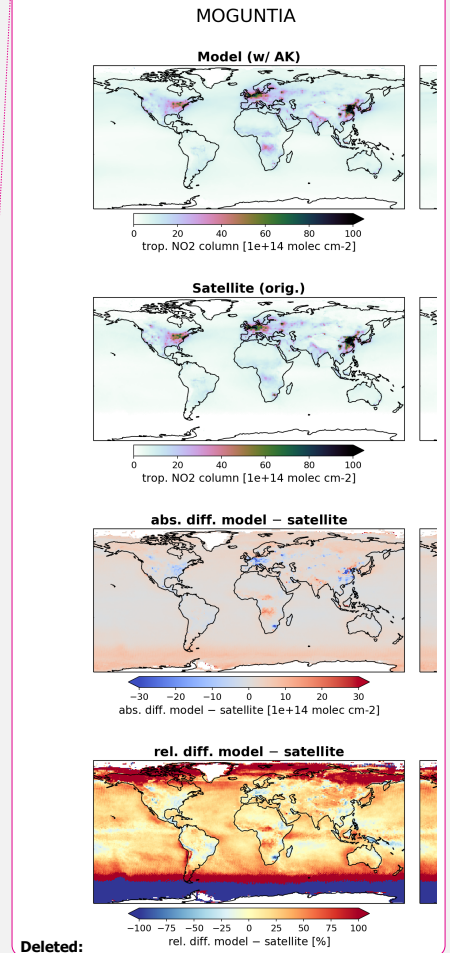 MOGUNTIA
Model (w/ AK)
0 20 40 60 80 100
trop. NO2 column [1e+14 molec cm-2]
Satellite (orig.)
0 20 40 60 80 100
trop. NO2 column [1e+14 molec cm-2]
abs. diff. model − satellite
−30 −20 −10 0 10 20 30
abs. diff. model − satellite [1e+14 molec cm-2]
rel. diff. model − satellite
−100 −75 −50 −25 0 25 50 75 100
rel. diff. model − satellite [%]
Deleted: